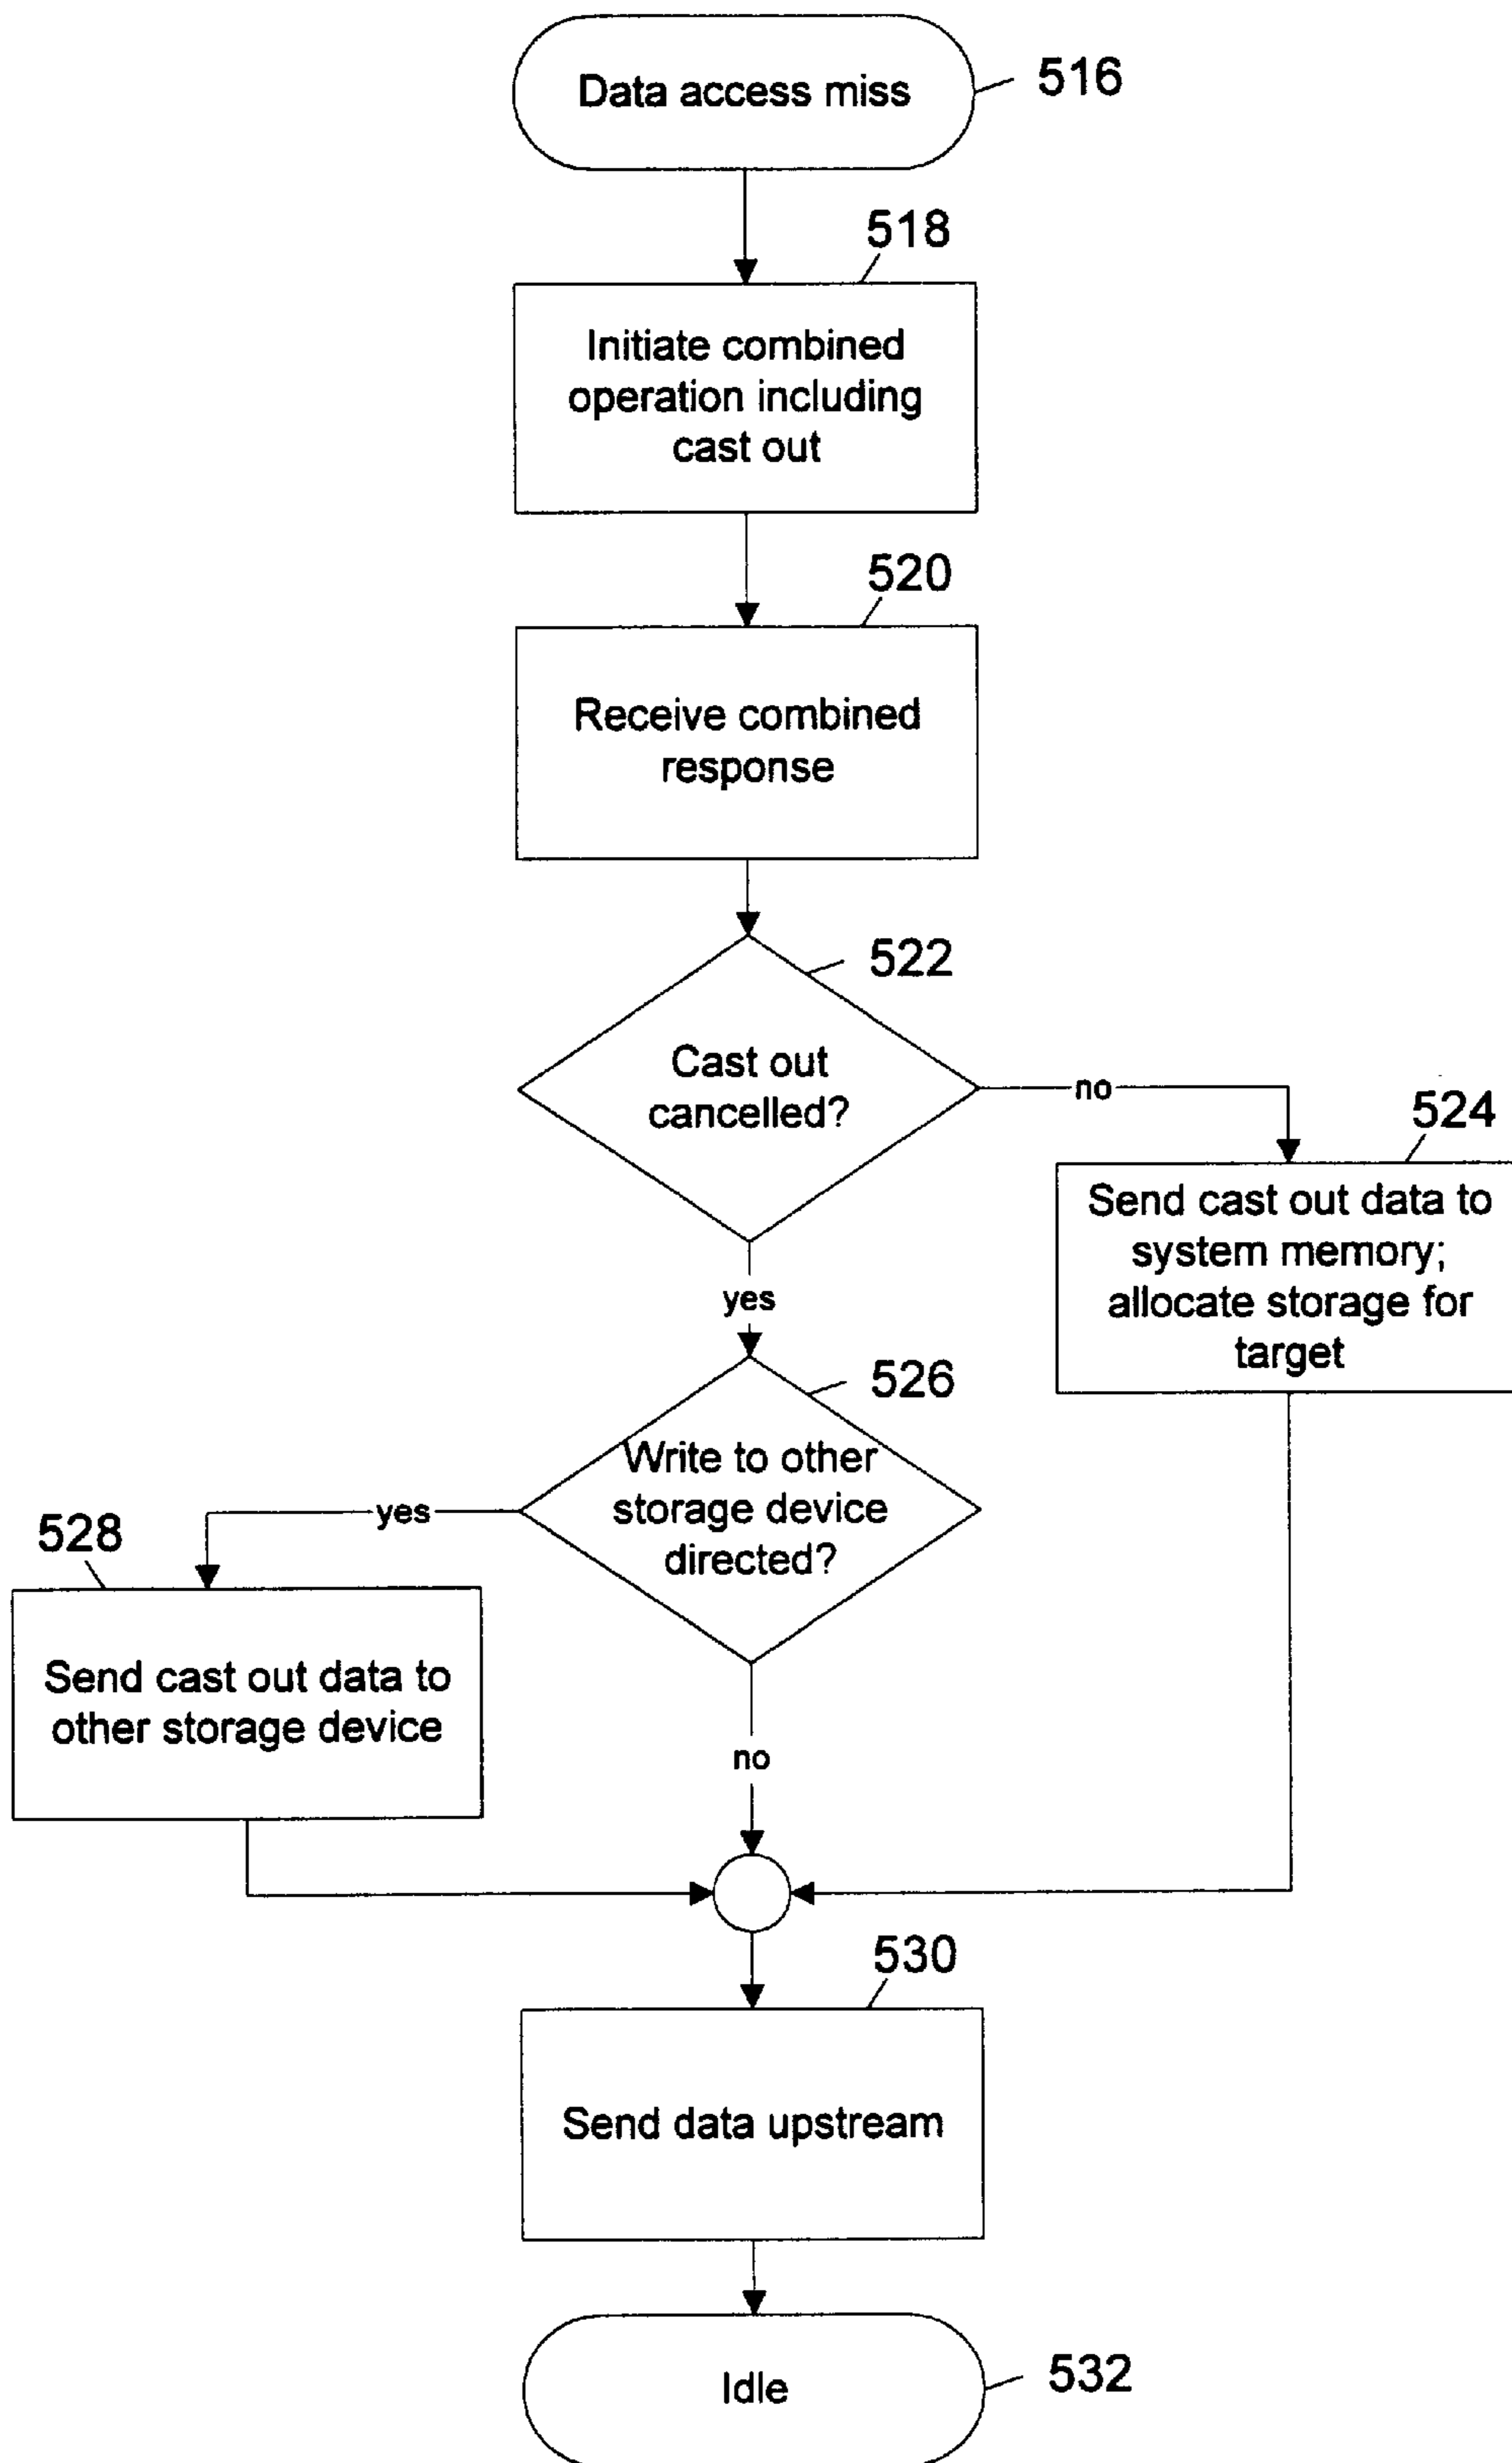 Data access miss
516
518
Initiate combined
operation including
cast out
520
Receive combined
response
522
Cast out
cancelled?
no
524
Send cast out data to
system memory;
allocate storage for
target
yes
526
Write to other
storage device
directed?
yes
528
Send cast out data to
other storage device
no
530
Send data upstream
Idle
532